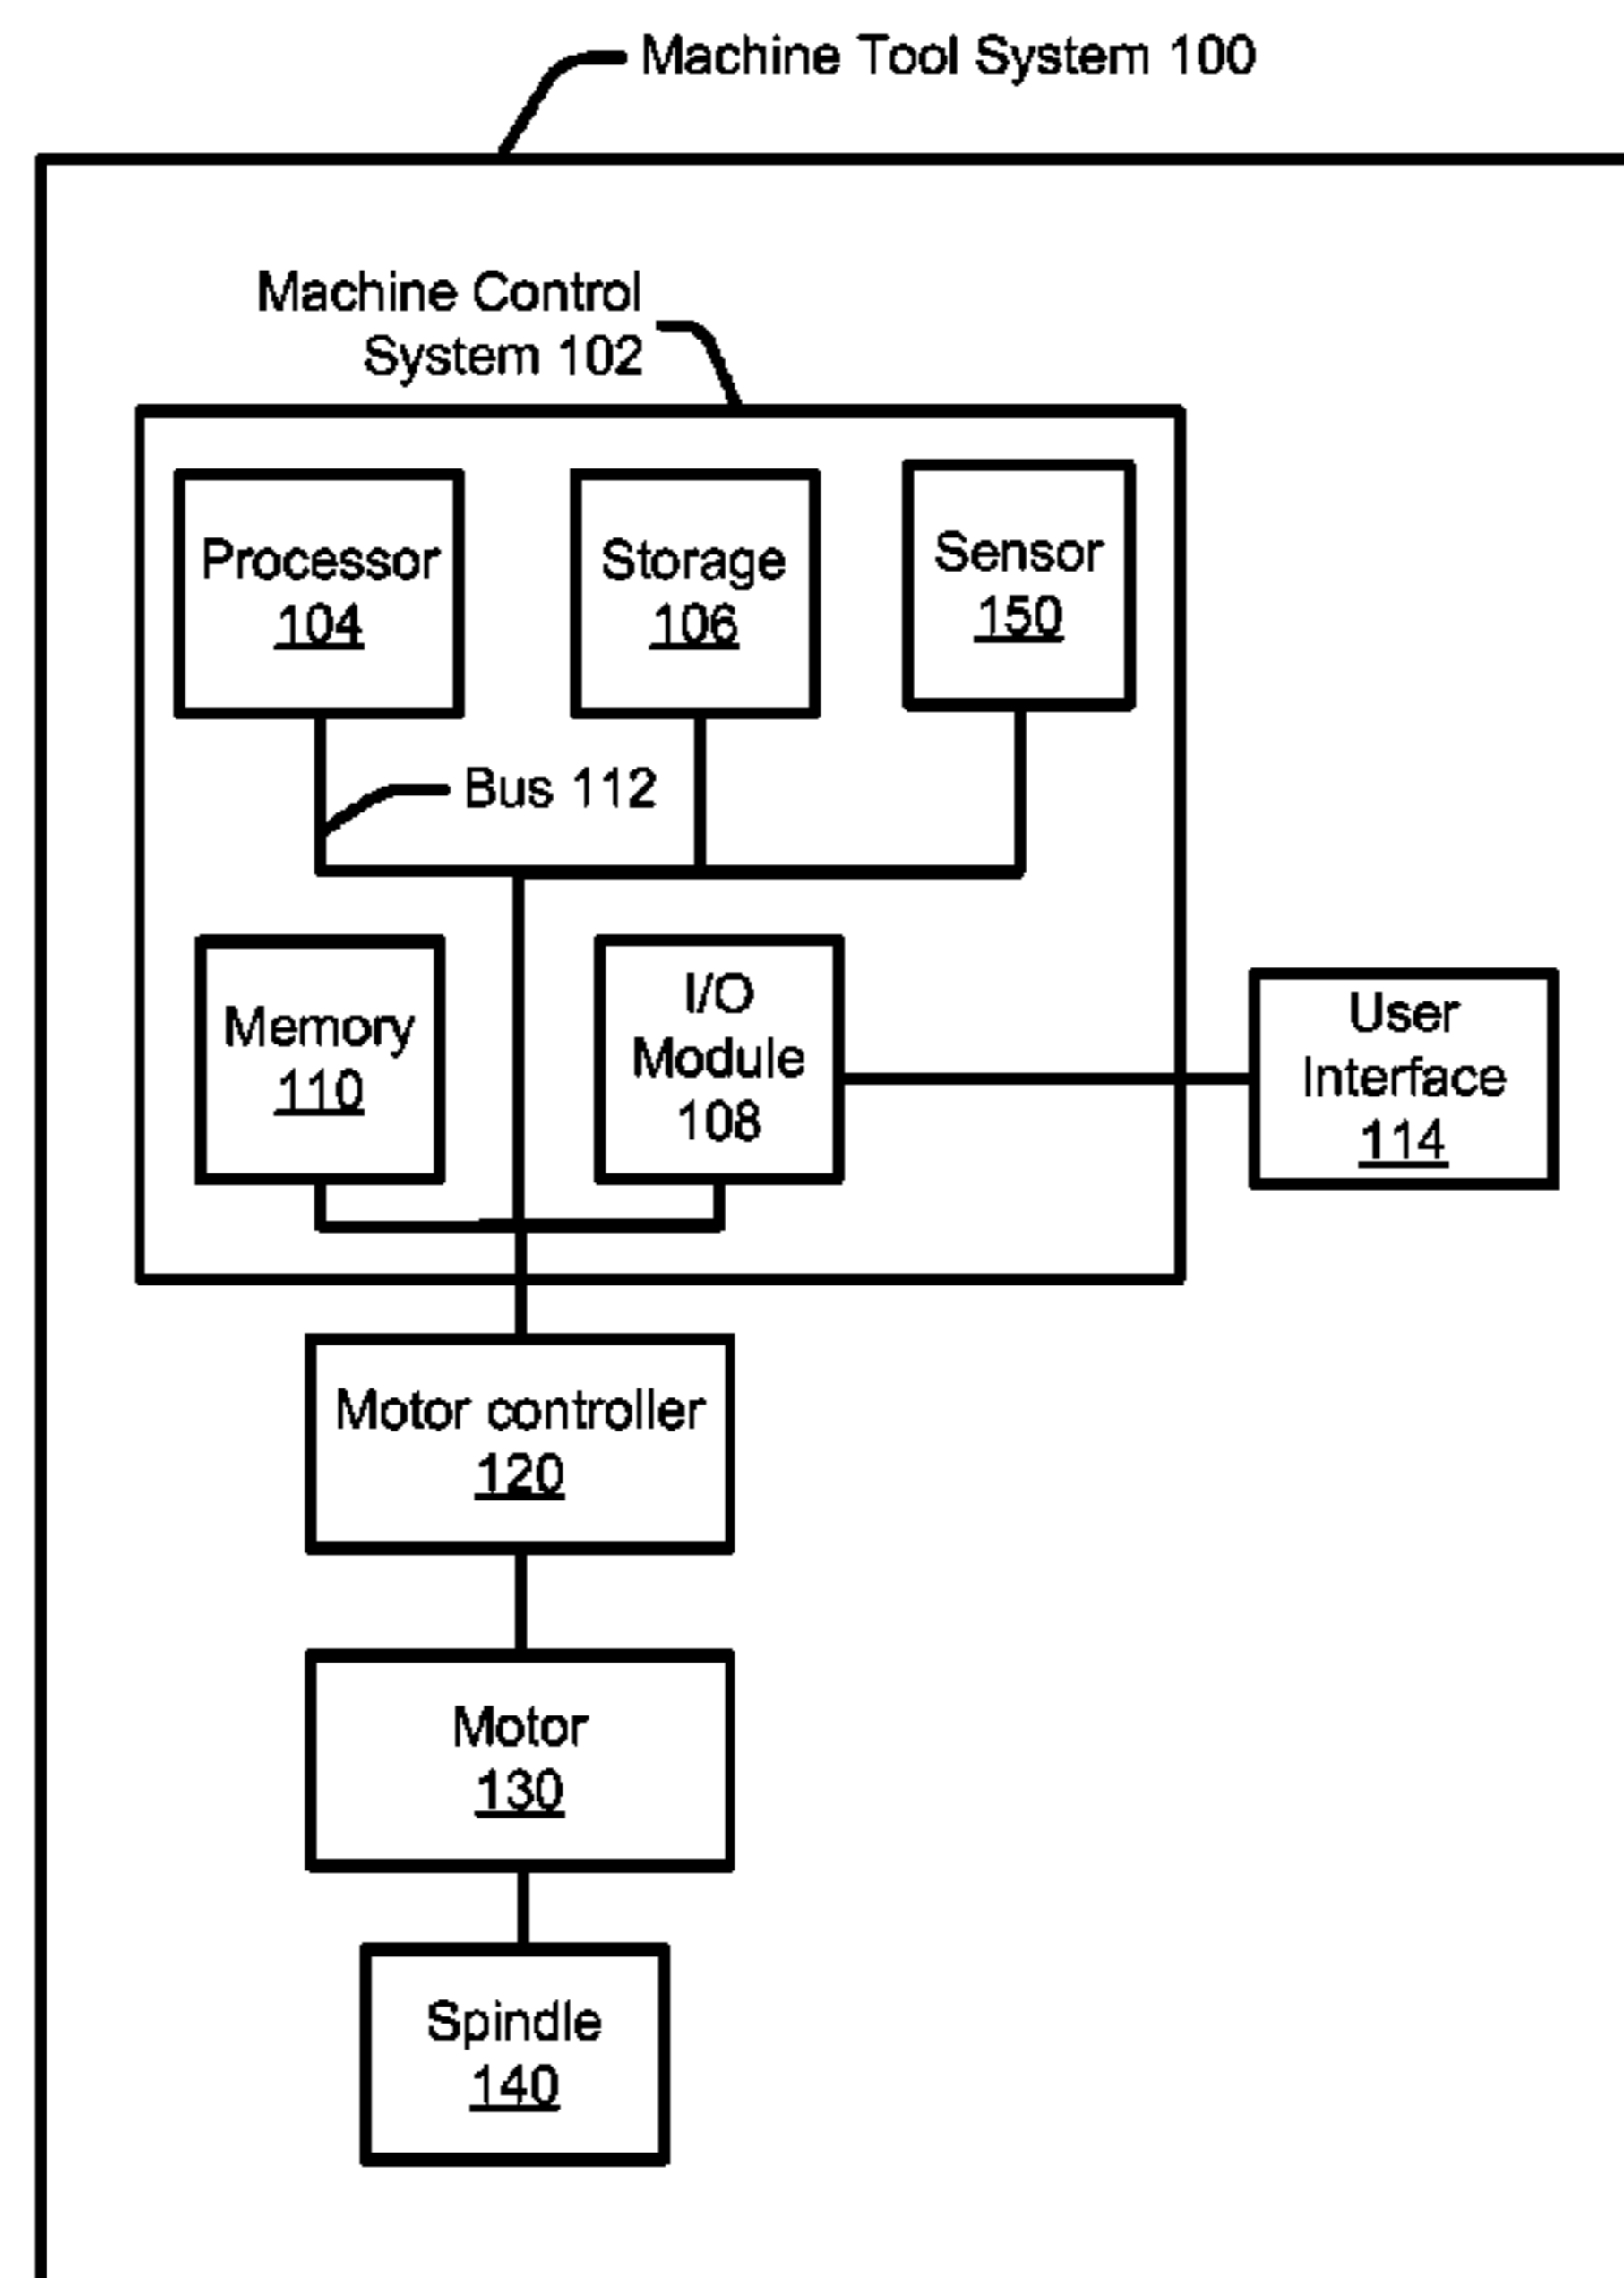 Machine Tool System 100
Machine Control
System 102
Processor
104
Storage
106
Sensor
150
Bus 112
Memory
110
I/O
Module
108
User
Interface
114
Motor controller
120
Motor
130
Spindle
140